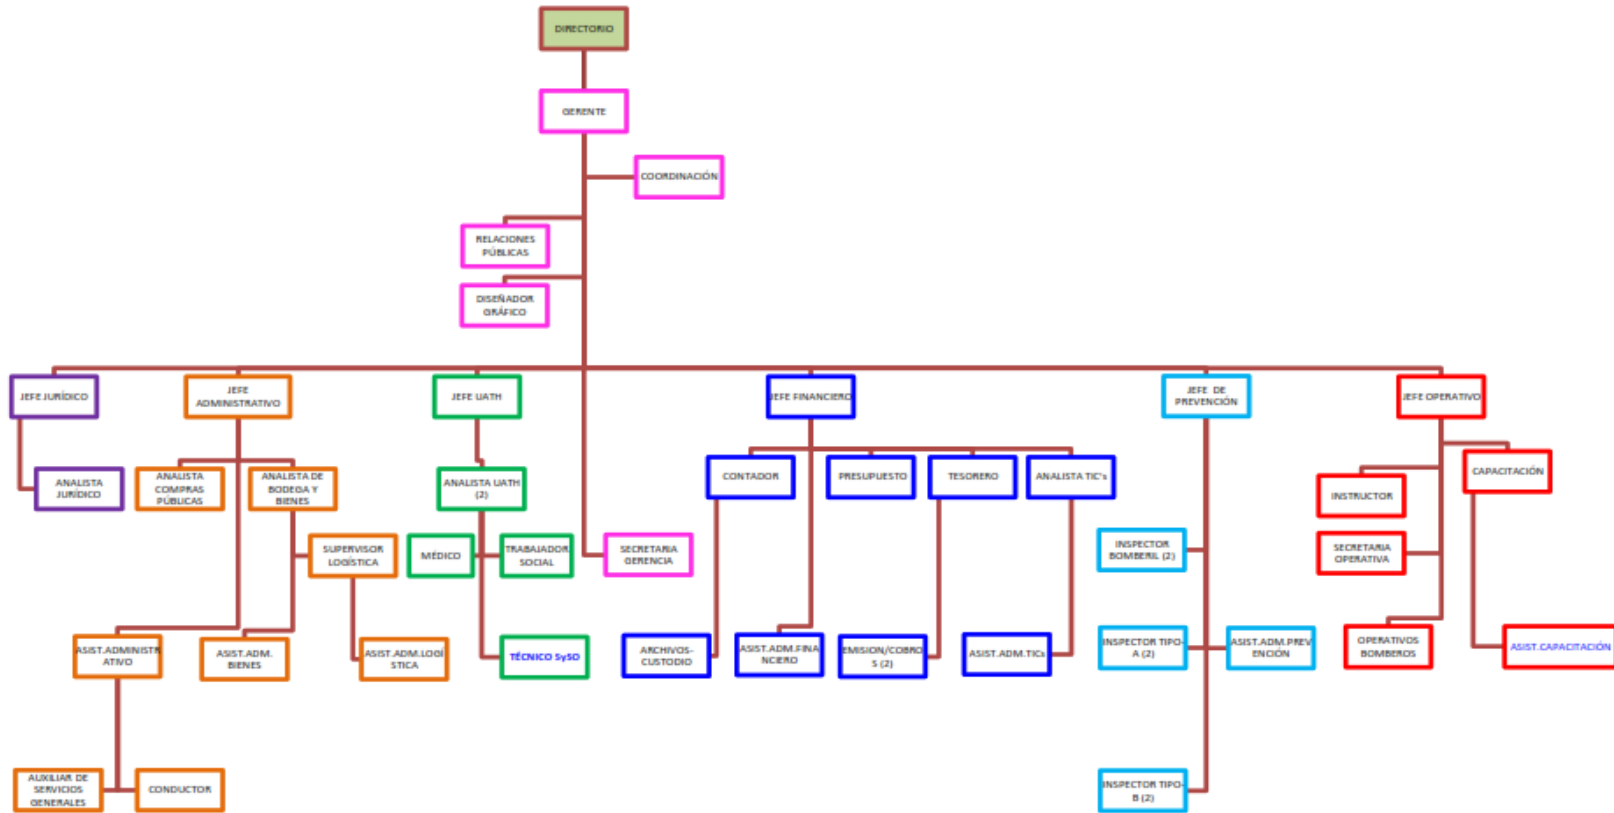 DIRECTORIO
GERENTE
COORDINACIÓN
RELACIONES
PÚBLICAS
DISEÑADOR
GRÁFICO
JEFE JURÍDICO
JEFE
ADMINISTRATIVO
JEFE UATH
JEFE FINANCIERO
JEFE DE
PREVENCIÓN
JEFE OPERATIVO
ANALISTA
JURÍDICO
ANALISTA
COMPRAS
PÚBLICAS
ANALISTA DE
BODEGA Y
BIENES
ANALISTA UATH
(2)
CONTADOR
PRESUPUESTO
TESORERO
ANALISTA TIC's
INSTRUCTOR
CAPACITACIÓN
SUPERVISOR
LOGÍSTICA
MÉDICO
TRABAJADOR
SOCIAL
SECRETARIA
GERENCIA
INSPECTOR
BOMBERIL (2)
SECRETARIA
OPERATIVA
ASIST.ADMINISTR
ATIVO
ASIST.ADM.
BIENES
ASIST.ADM.LOGÍ
STICA
TÉCNICO SySO
ARCHIVOS-
CUSTODIO
ASIST.ADM.FINA
NCIERO
EMISION/COBRO
S (2)
ASIST.ADM.TICs
INSPECTOR TIPO-
A (2)
ASIST.ADM.PREV
ENCIÓN
OPERATIVOS
BOMBEROS
ASIST.CAPACITACIÓN
AUXILIAR DE
SERVICIOS
GENERALES
CONDUCTOR
INSPECTOR TIPO-
B (2)